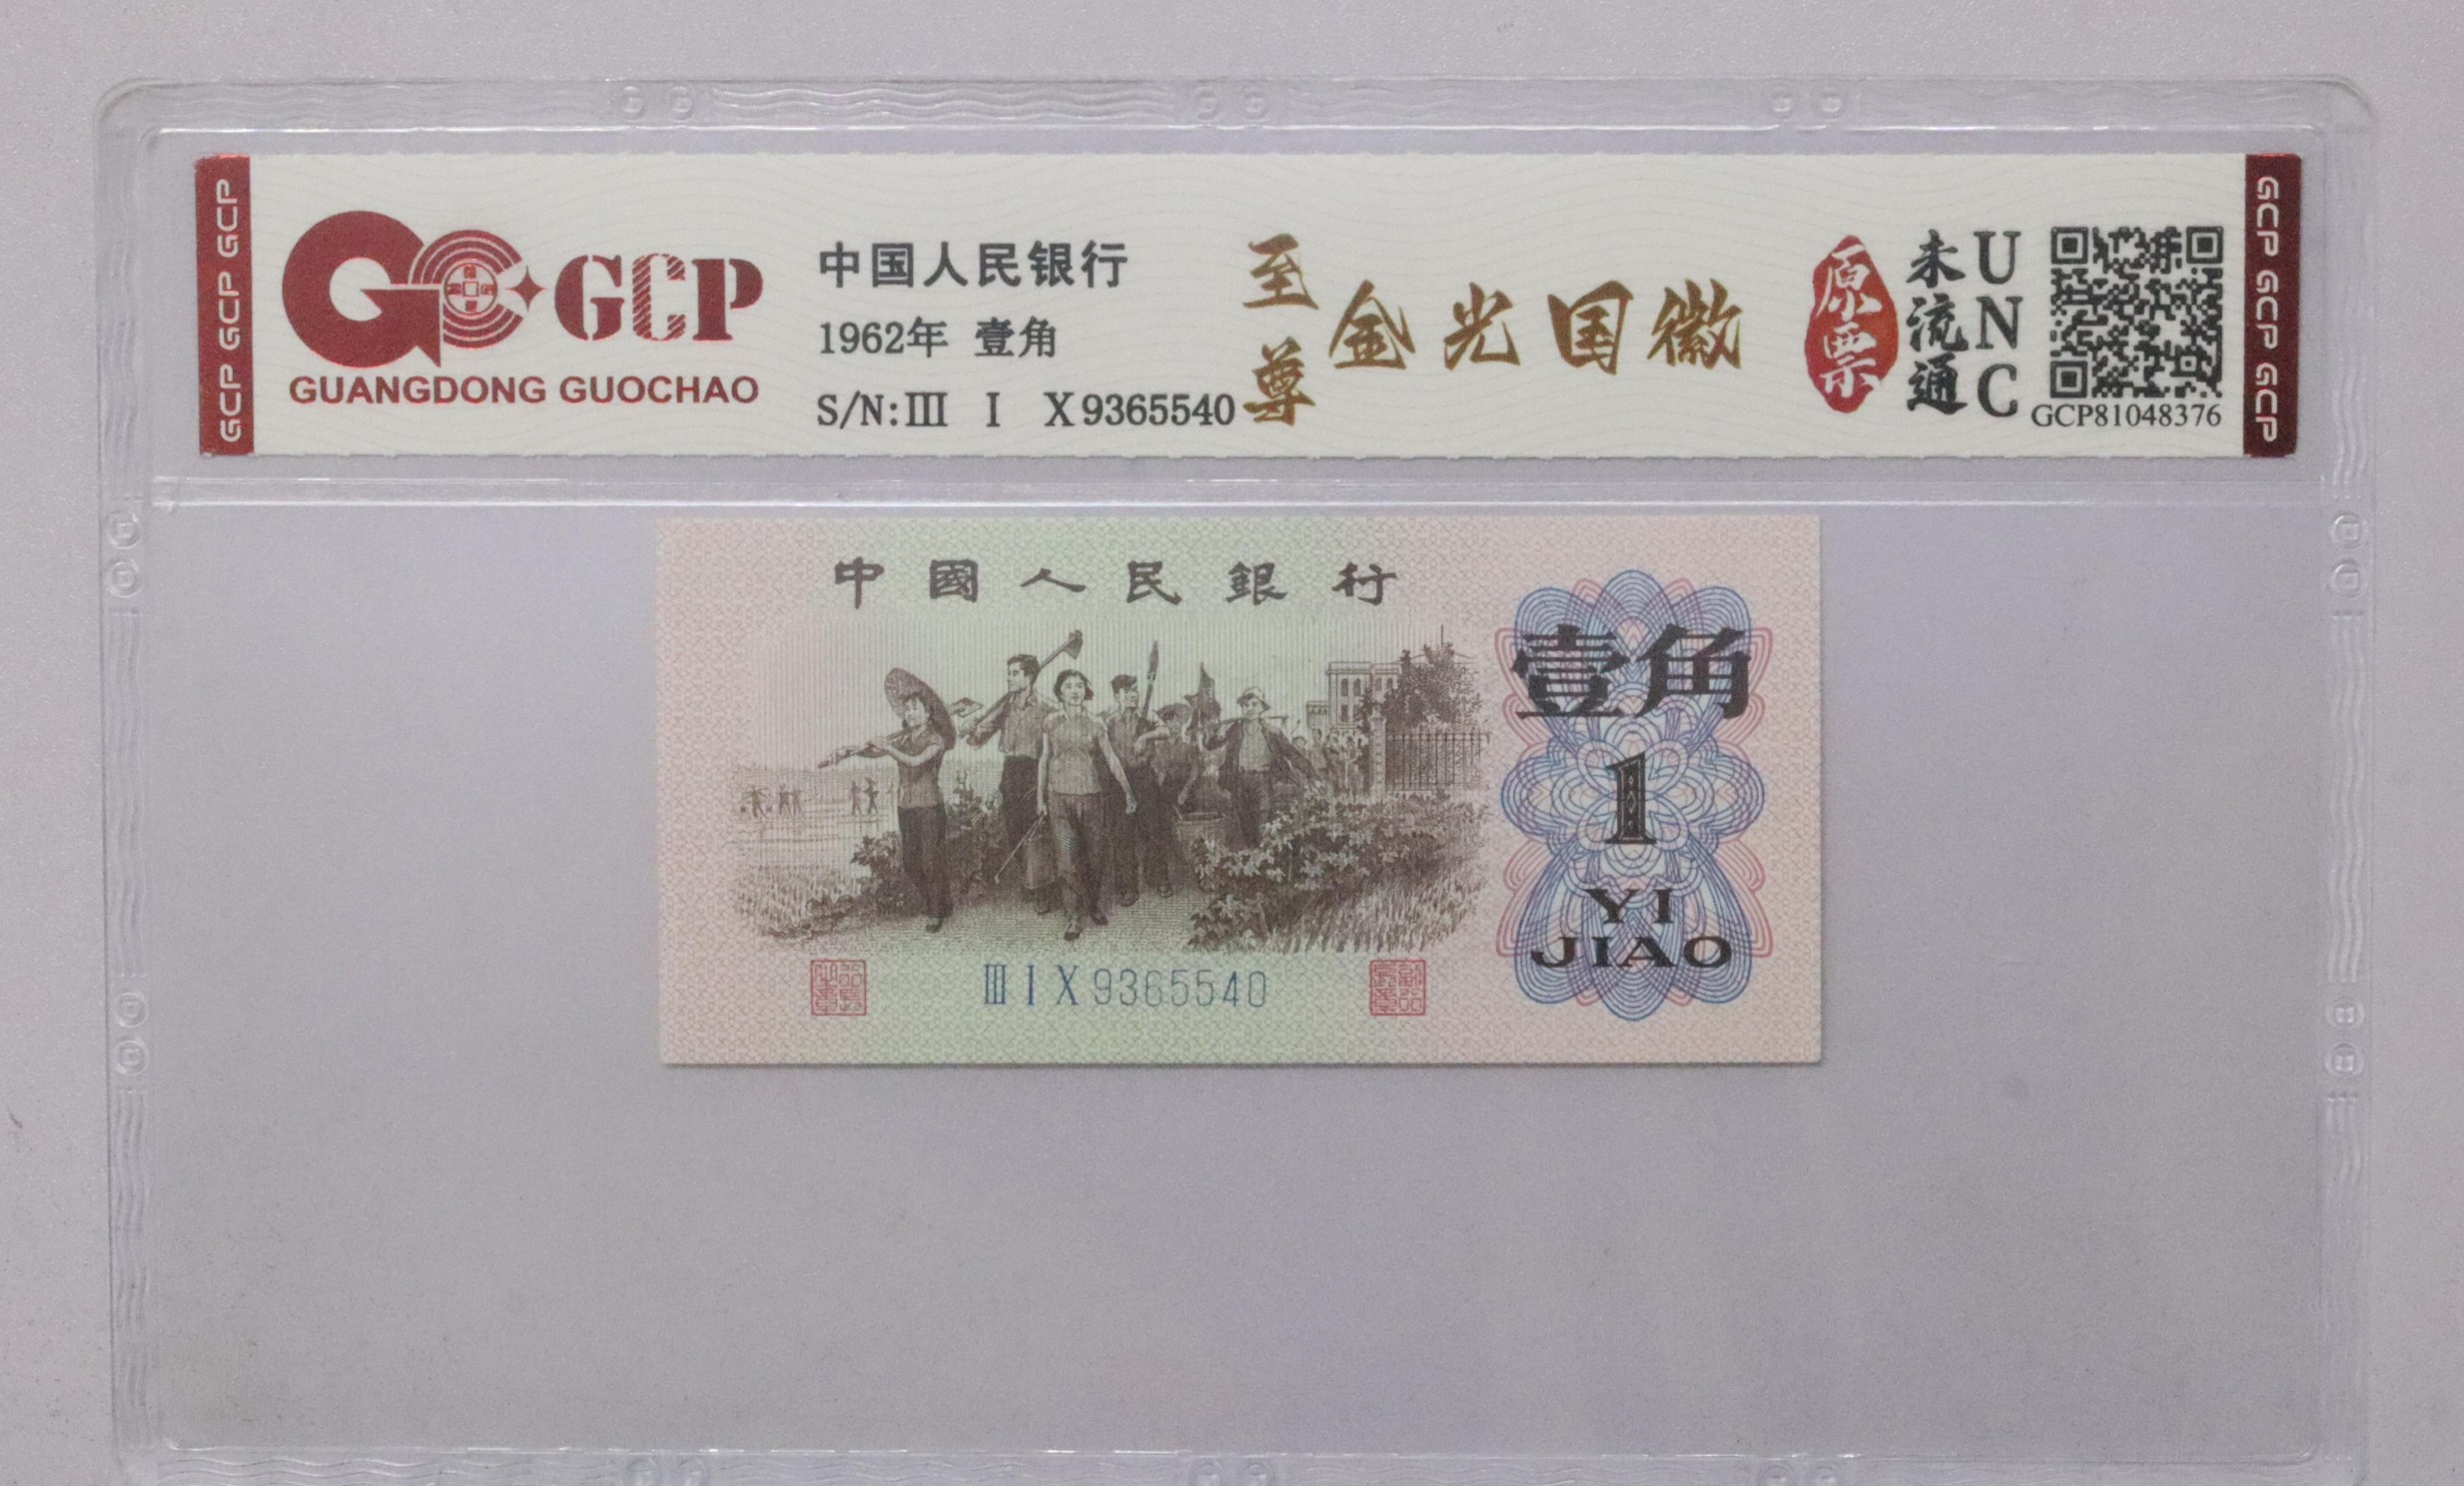 GCP GCP GCP
GCP
GUANGDONG GUOCHAO
中国人民银行
1962年 壹角
S/N:Ⅲ Ⅰ Ⅹ9365540
至尊
金光国徽
原票
未流通
UNC
GCP81048376
GCP GCP GCP
中國人民銀行
壹角
1
YI
JIAO
Ⅲ Ⅰ Ⅹ 9365540